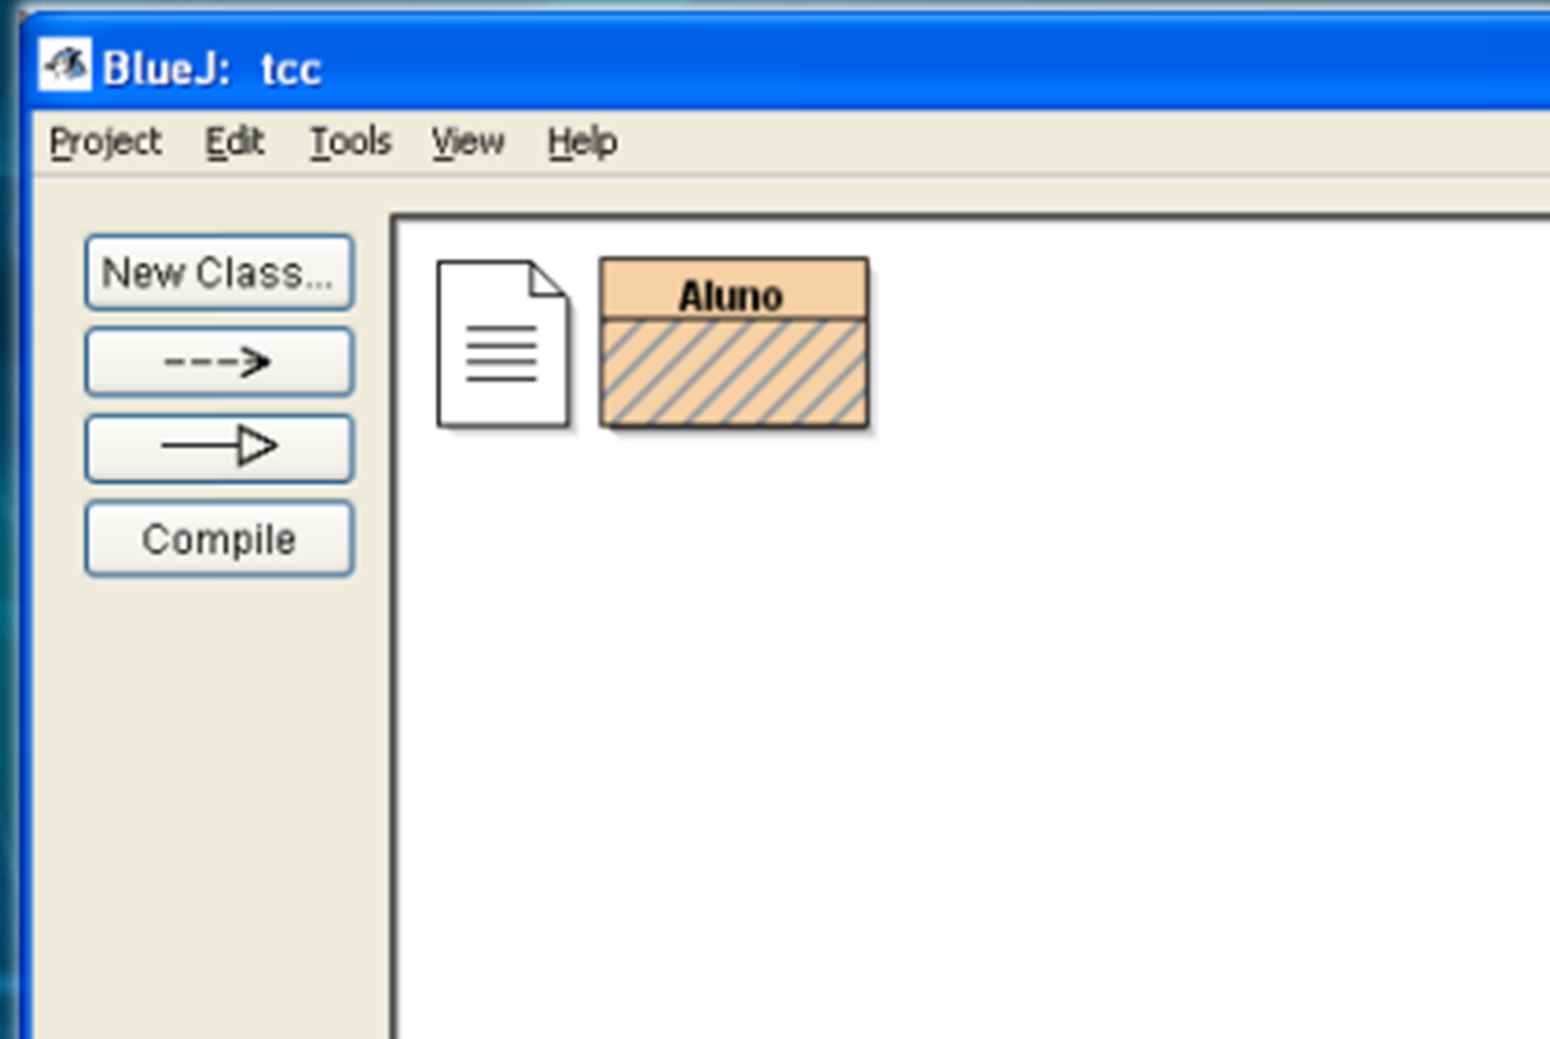 BlueJ: tcc
Project Edit Tools View Help
New Class...
Aluno
Compile